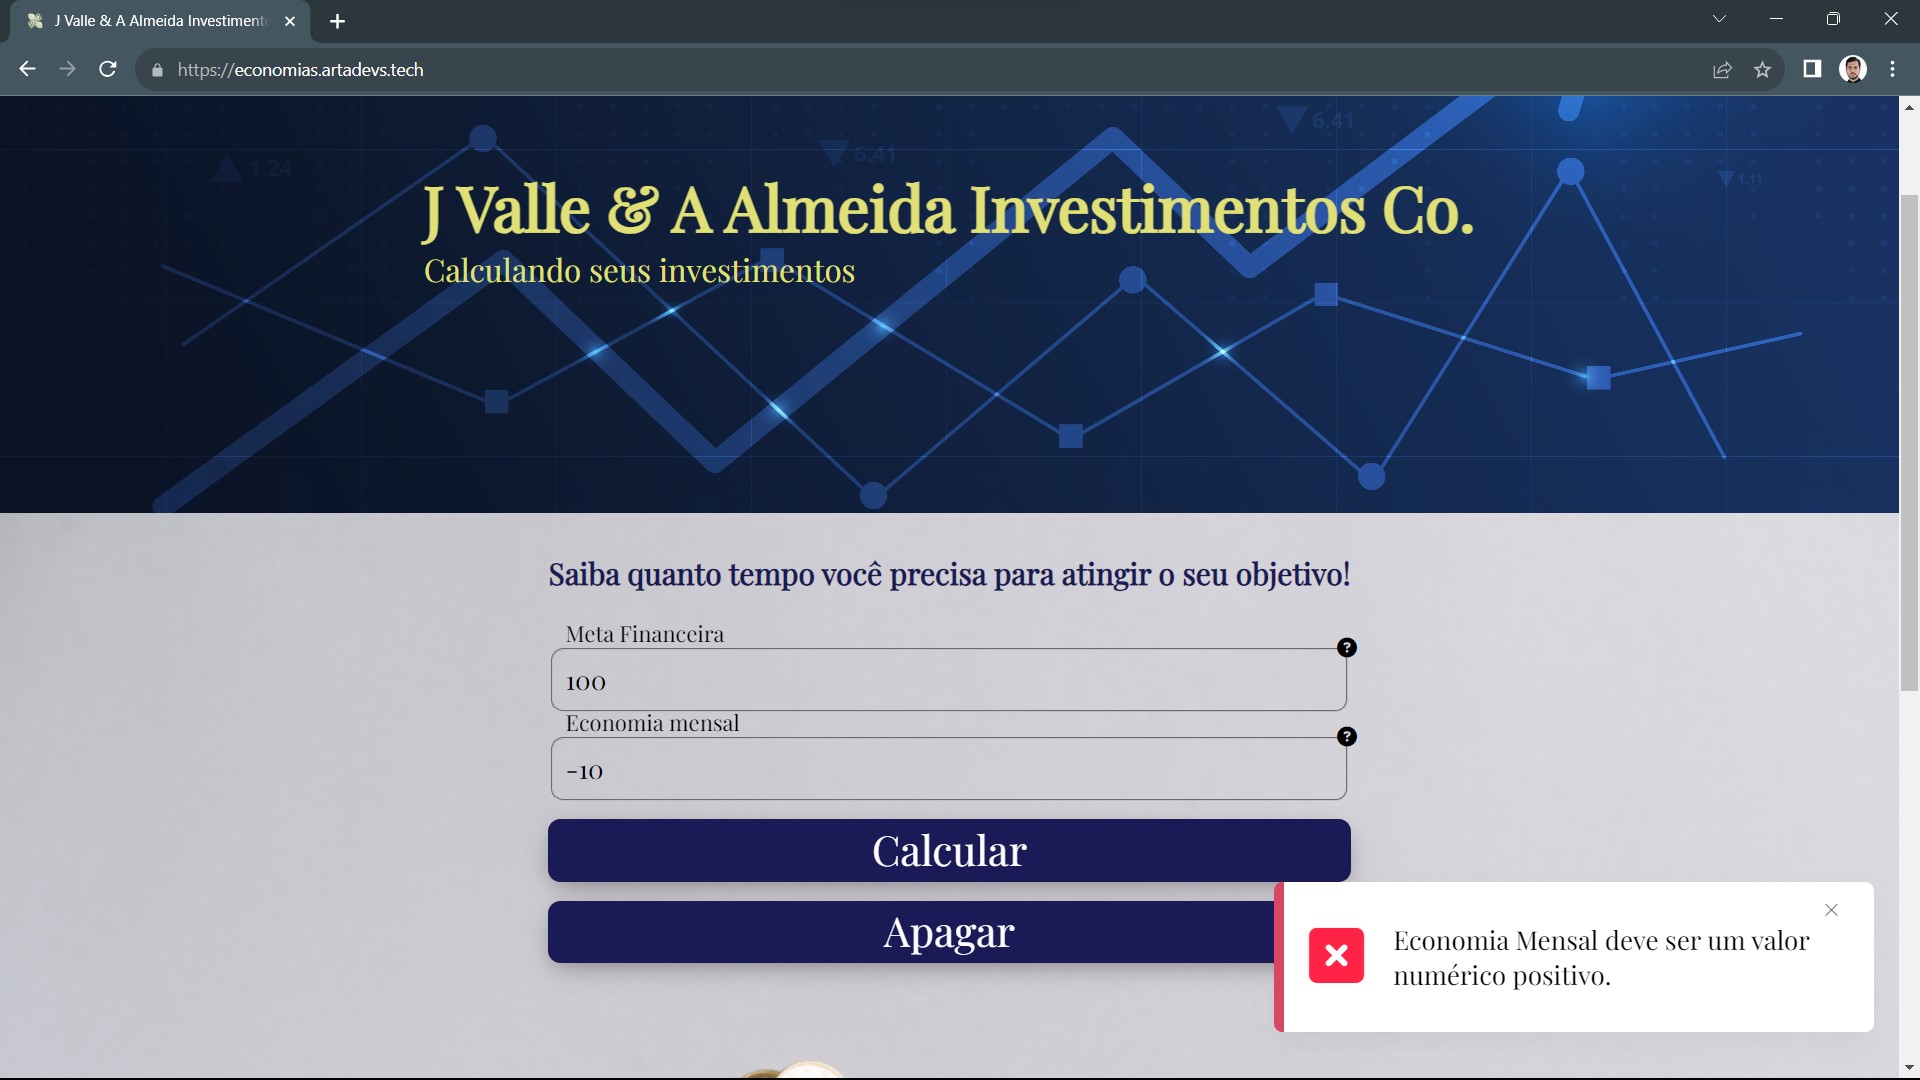 J Valle & A Almeida Investiment
https://economias.artadevs.tech
6.41
6.41
1.24
1.11
J Valle & A Almeida Investimentos Co.
Calculando seus investimentos
Saiba quanto tempo você precisa para atingir o seu objetivo!
Meta Financeira
?
100
Economia mensal
?
-10
Calcular
Apagar
Economia Mensal deve ser um valor
numérico positivo.